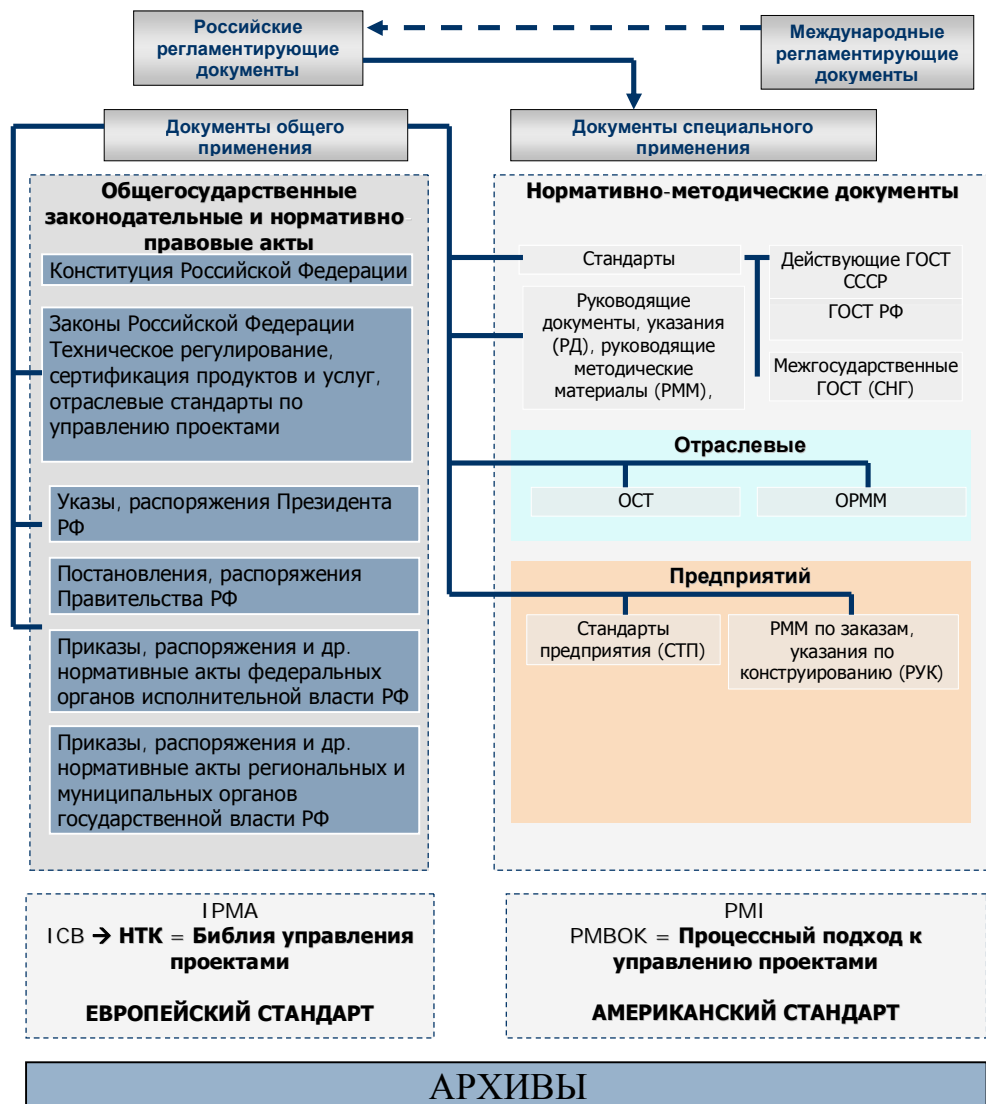 Российские
регламентирующие
документы
Международные
регламентирующие
документы
Документы общего
применения
Документы специального
применения
Общегосударственные
законодательные и нормативно-
правовые акты
Конституция Российской Федерации
Законы Российской Федерации
Техническое регулирование,
сертификация продуктов и услуг,
отраслевые стандарты по
управлению проектами
Указы, распоряжения Президента
РФ
Постановления, распоряжения
Правительства РФ
Приказы, распоряжения и др.
нормативные акты федеральных
органов исполнительной власти РФ
Приказы, распоряжения и др.
нормативные акты региональных и
муниципальных органов
государственной власти РФ
Нормативно-методические документы
Стандарты
Действующие ГОСТ
СССР
ГОСТ РФ
Межгосударственные
ГОСТ (СНГ)
Руководящие
документы, указания
(РД), руководящие
методические
материалы (РММ),
Отраслевые
ОСТ
ОРММ
Предприятий
Стандарты
предприятия (СТП)
РММ по заказам,
указания по
конструированию (РУК)
IPMA
ICB → НТК = Библия управления
проектами
ЕВРОПЕЙСКИЙ СТАНДАРТ
PMI
PMBOK = Процессный подход к
управлению проектами
АМЕРИКАНСКИЙ СТАНДАРТ
АРХИВЫ